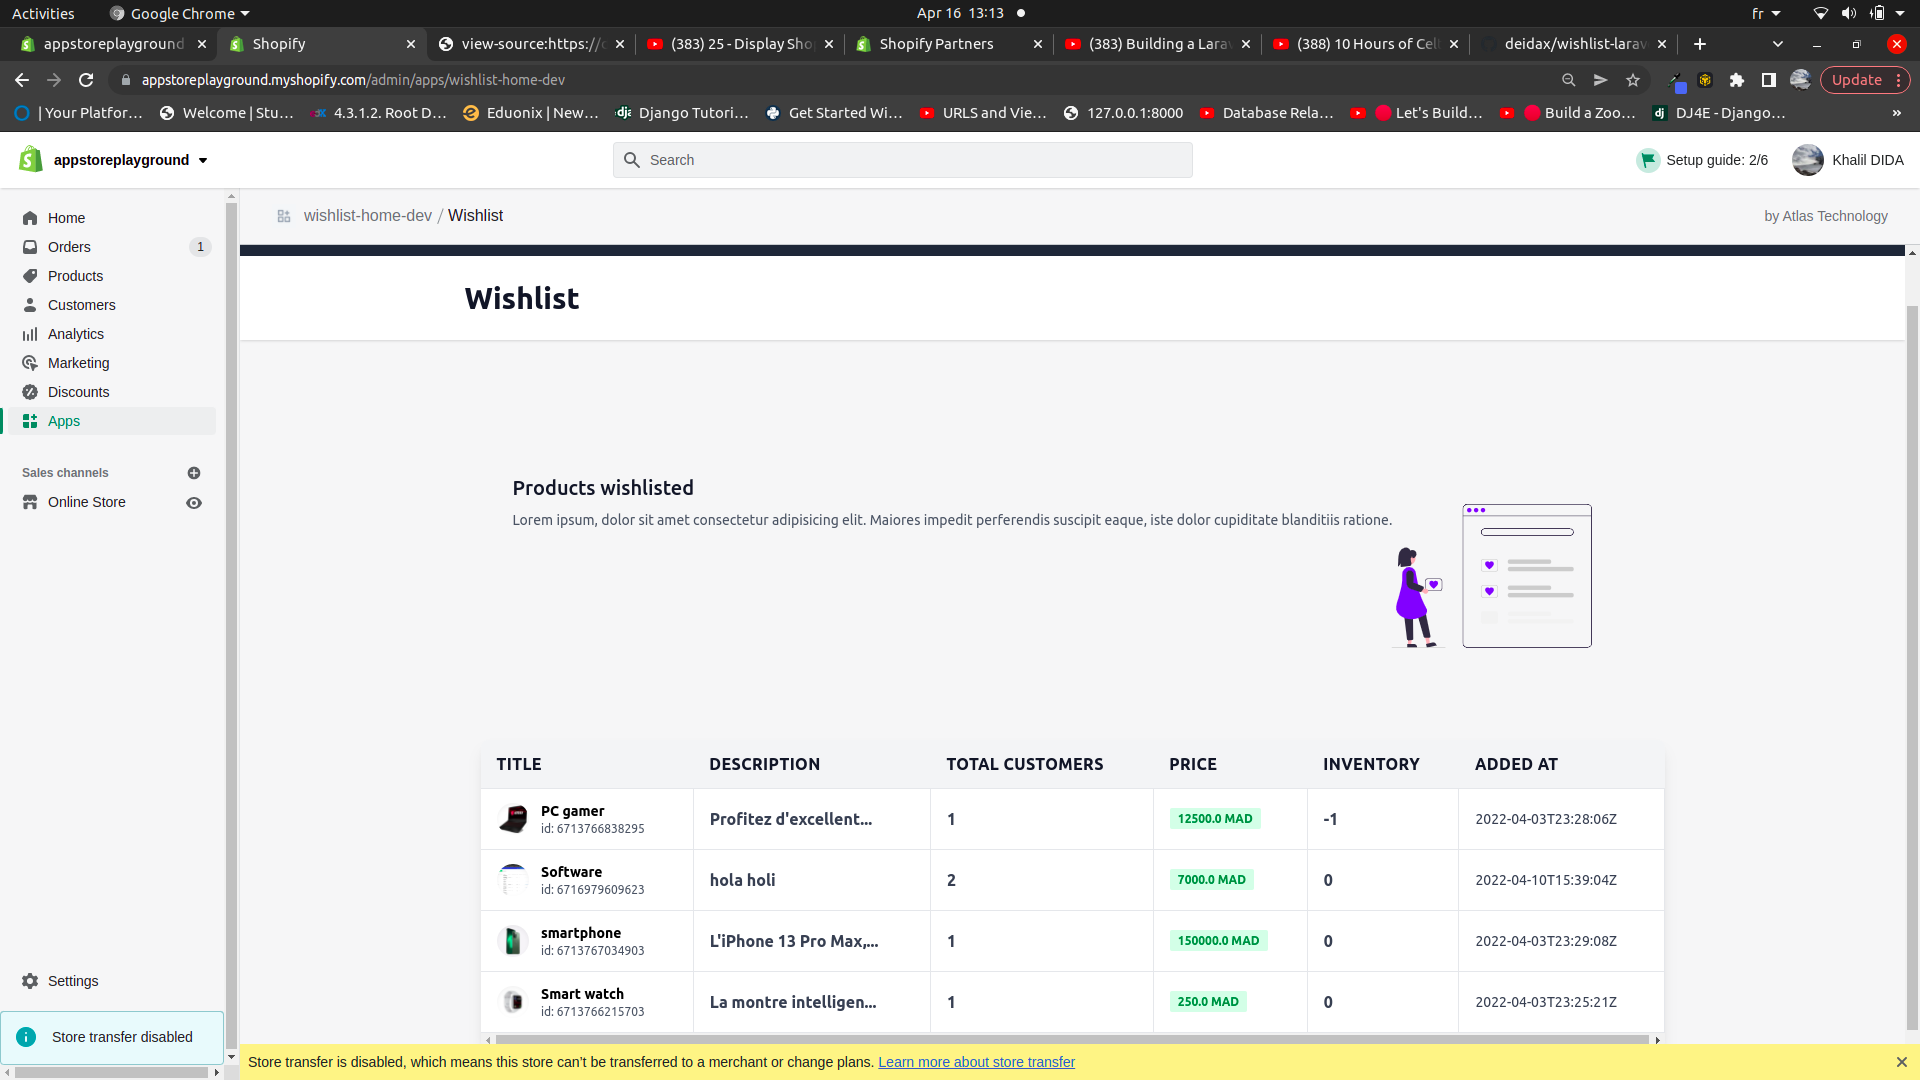 Activities
Google Chrome
Apr 16 13:13
fr
appstoreplayground
Shopify
view-source:https://
(383) 25 - Display Sho
Shopify Partners
(383) Building a Lara
(388) 10 Hours of Cel
deidax/wishlist-larav
appstoreplayground.myshopify.com/admin/apps/wishlist-home-dev
Update
| Your Platfor...
Welcome | Stu...
4.3.1.2. Root D...
Eduonix | New...
Django Tutori...
Get Started Wi...
URLS and Vie...
127.0.0.1:8000
Database Rela...
Let's Build...
Build a Zoo...
DJ4E - Django...
»
appstoreplayground
Search
Setup guide: 2/6
Khalil DIDA
Home
Orders
1
Products
Customers
Analytics
Marketing
Discounts
Apps
Sales channels
Online Store
Settings
Store transfer disabled
wishlist-home-dev / Wishlist
by Atlas Technology
Wishlist
Products wishlisted
Lorem ipsum, dolor sit amet consectetur adipisicing elit. Maiores impedit perferendis suscipit eaque, iste dolor cupiditate blanditiis ratione.
TITLE DESCRIPTION TOTAL CUSTOMERS PRICE INVENTORY ADDED AT
PC gamer
id: 6713766838295
Profitez d'excellent... 1 12500.0 MAD -1 2022-04-03T23:28:06Z
Software
id: 6716979609623
hola holi 2 7000.0 MAD 0 2022-04-10T15:39:04Z
smartphone
id: 6713767034903
L'iPhone 13 Pro Max,... 1 150000.0 MAD 0 2022-04-03T23:29:08Z
Smart watch
id: 6713766215703
La montre intelligen... 1 250.0 MAD 0 2022-04-03T23:25:21Z
Store transfer is disabled, which means this store can't be transferred to a merchant or change plans. Learn more about store transfer